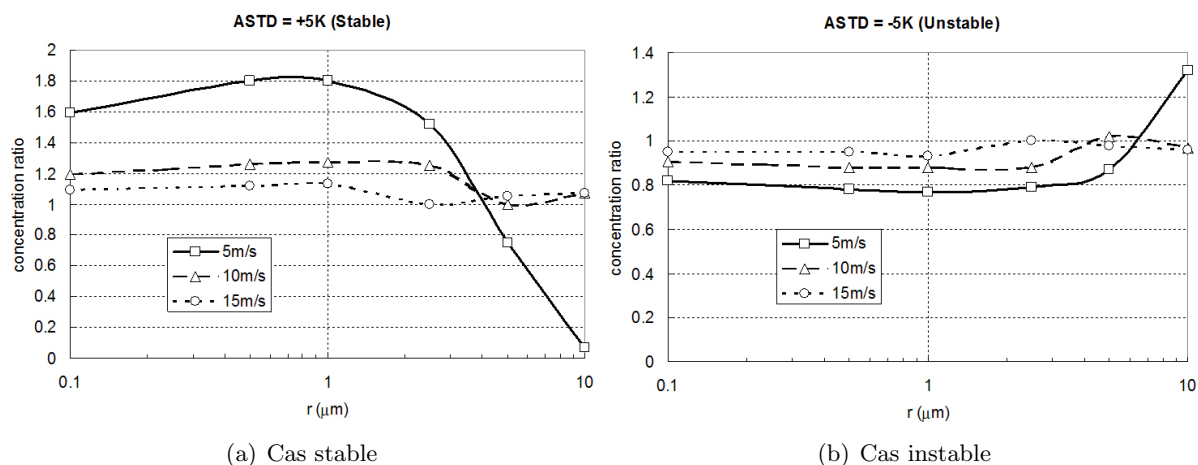 ASTD = +5K (Stable)
concentration ratio
2
1.8
1.6
1.4
1.2
1
0.8
0.6
0.4
0.2
0
5m/s
10m/s
15m/s
0.1
1
10
r (μm)
(a) Cas stable
ASTD = -5K (Unstable)
concentration ratio
1.4
1.2
1
0.8
0.6
0.4
0.2
0
5m/s
10m/s
15m/s
0.1
1
10
r (μm)
(b) Cas instable